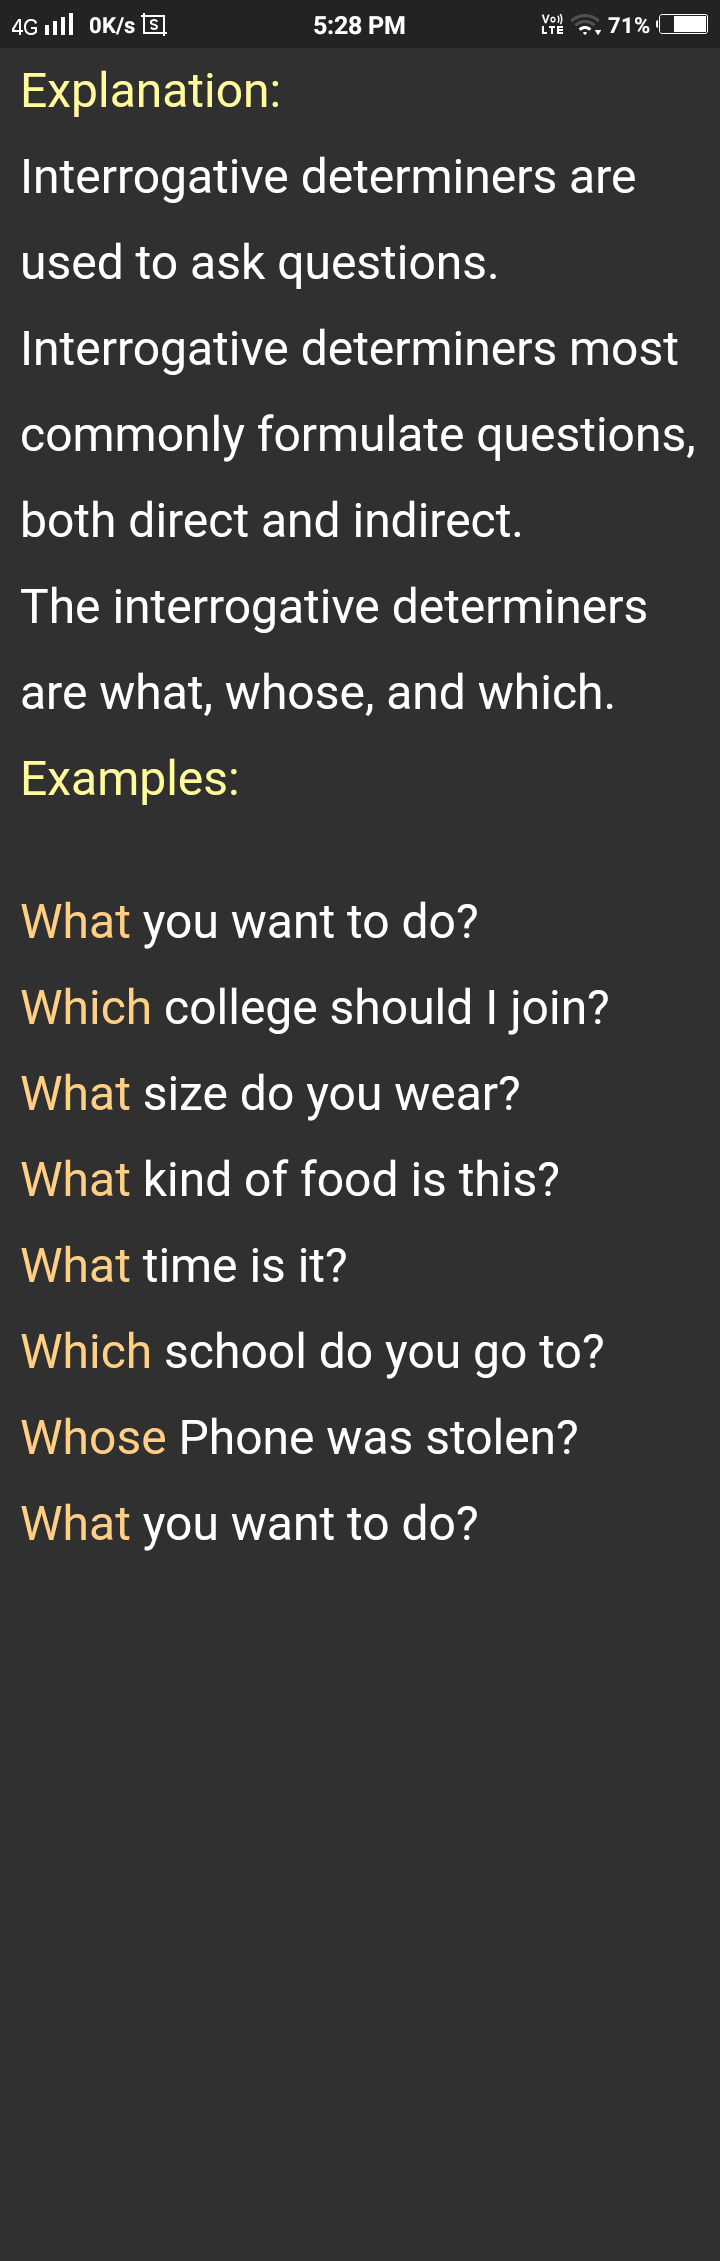 4G 0K/s S 5:28 PM Vo)) LTE 71%
Explanation:
Interrogative determiners are
used to ask questions.
Interrogative determiners most
commonly formulate questions,
both direct and indirect.
The interrogative determiners
are what, whose, and which.
Examples:
What you want to do?
Which college should I join?
What size do you wear?
What kind of food is this?
What time is it?
Which school do you go to?
Whose Phone was stolen?
What you want to do?